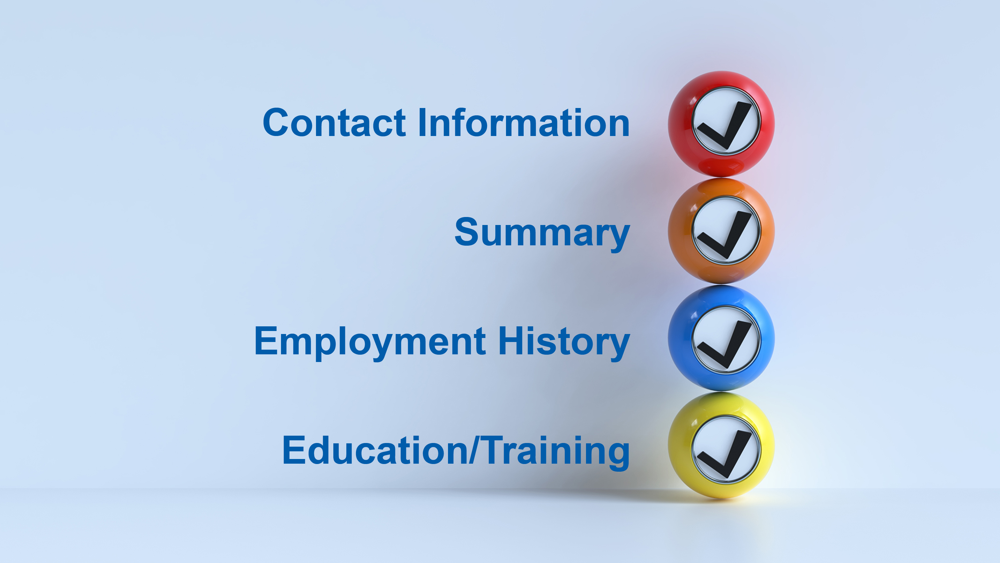 Contact Information
Summary
Employment History
Education/Training